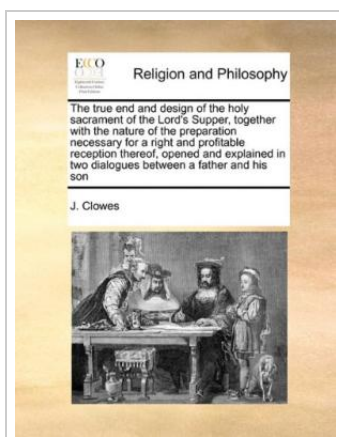 ECCO
Religion and Philosophy
The true end and design of the holy
sacrament of the Lord's Supper, together
with the nature of the preparation
necessary for a right and profitable
reception thereof, opened and explained in
two dialogues between a father and his
son
J. Clowes